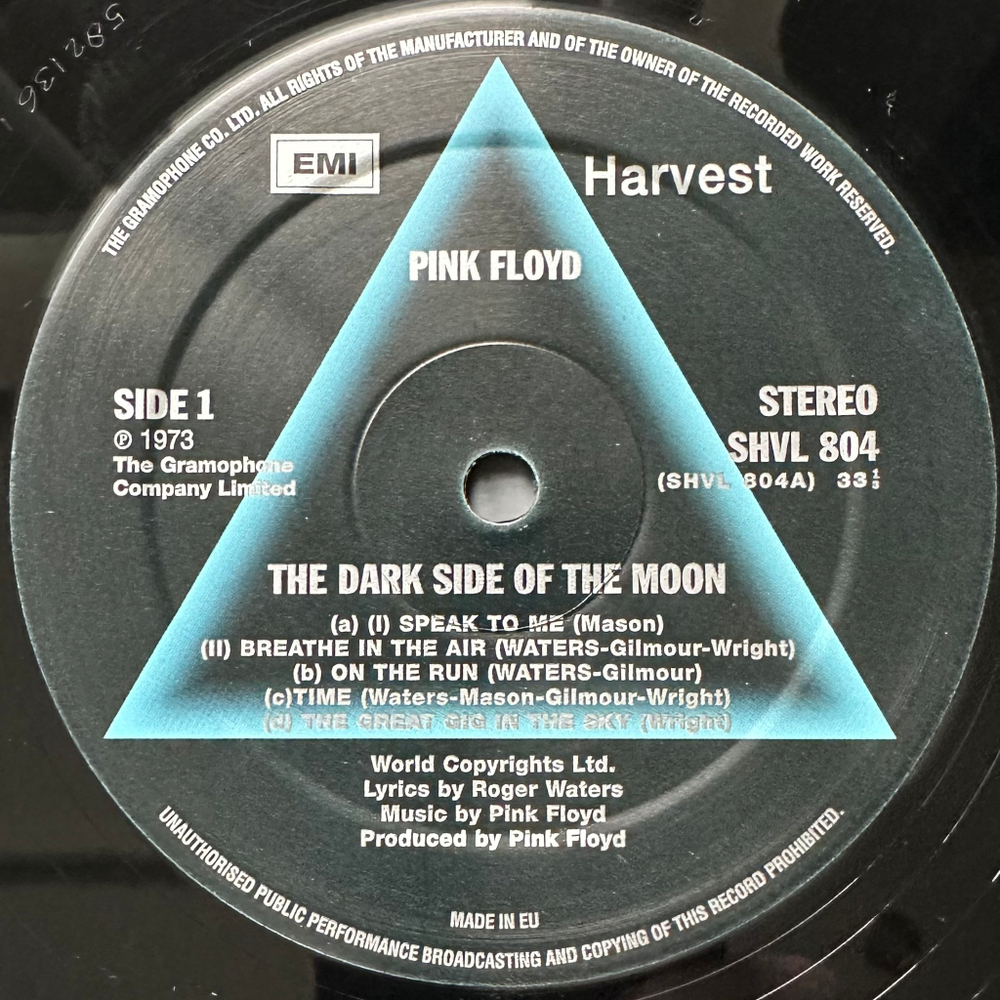 582136
THE GRAMOPHONE CO. LTD. ALL RIGHTS OF THE MANUFACTURER AND OF THE OWNER OF THE RECORDED WORK RESERVED.
EMI
Harvest
PINK FLOYD
SIDE 1
℗ 1973
The Gramophone
Company Limited
STEREO
SHVL 804
(SHVL 804A) 33⅓
THE DARK SIDE OF THE MOON
(a) (I) SPEAK TO ME (Mason)
(II) BREATHE IN THE AIR (WATERS-Gilmour-Wright)
(b) ON THE RUN (WATERS-Gilmour)
(c)TIME (Waters-Mason-Gilmour-Wright)
(d) THE GREAT GIG IN THE SKY (Wright)
World Copyrights Ltd.
Lyrics by Roger Waters
Music by Pink Floyd
Produced by Pink Floyd
MADE IN EU
UNAUTHORISED PUBLIC PERFORMANCE BROADCASTING AND COPYING OF THIS RECORD PROHIBITED.